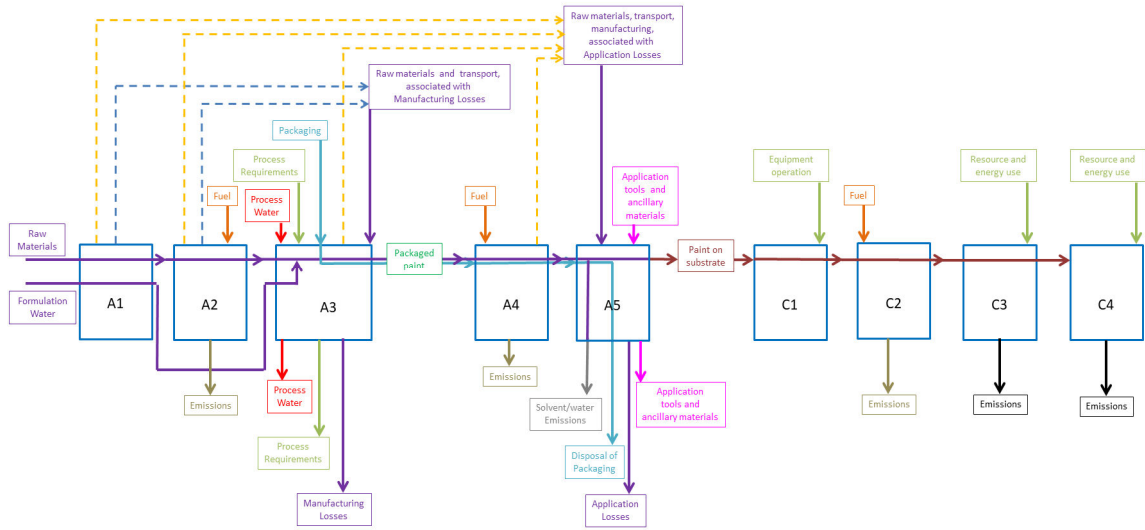 Raw materials, transport,
manufacturing,
associated with
Application Losses
Raw materials and transport,
associated with
Manufacturing Losses
Packaging
Process
Requirements
Equipment
operation
Resource and
energy use
Resource and
energy use
Application
tools and
ancillary
materials
Fuel
Process
Water
Fuel
Fuel
Raw
Materials
Packaged
paint
Paint on
substrate
Formulation
Water
A1
A2
A3
A4
A5
C1
C2
C3
C4
Emissions
Process
Water
Emissions
Solvent/water
Emissions
Application
tools and
ancillary materials
Emissions
Emissions
Emissions
Process
Requirements
Disposal of
Packaging
Manufacturing
Losses
Application
Losses